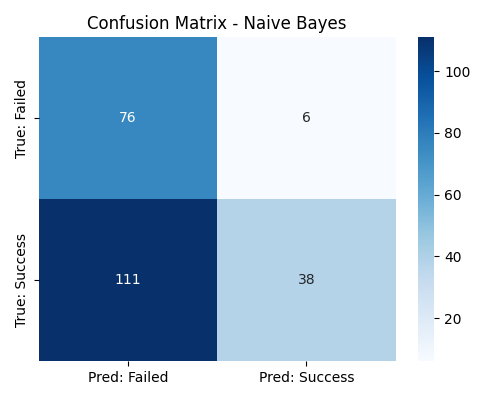 Confusion Matrix - Naive Bayes
True: Failed
76
6
True: Success
111
38
Pred: Failed
Pred: Success
100
80
60
40
20